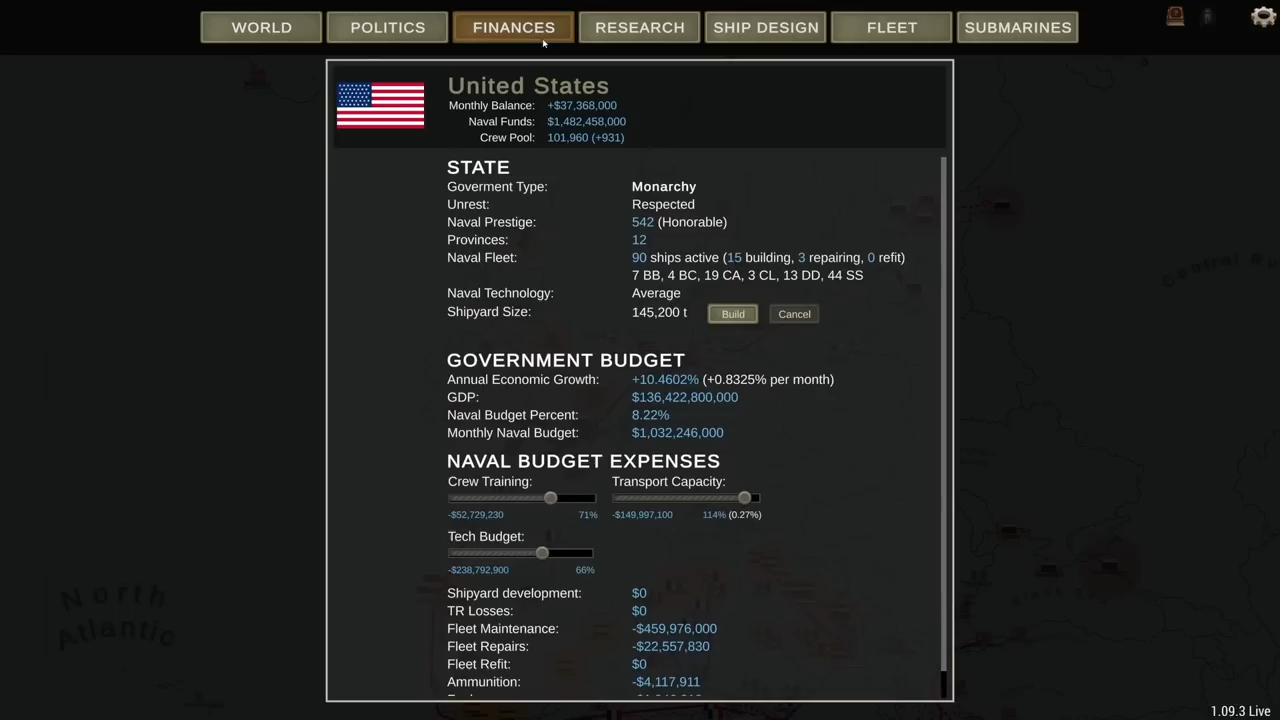 WORLD
POLITICS
FINANCES
RESEARCH
SHIP DESIGN
FLEET
SUBMARINES
United States
Monthly Balance: +$37,368,000
Naval Funds: $1,482,458,000
Crew Pool: 101,960 (+931)
STATE
Goverment Type: Monarchy
Unrest: Respected
Naval Prestige: 542 (Honorable)
Provinces: 12
Naval Fleet: 90 ships active (15 building, 3 repairing, 0 refit)
7 BB, 4 BC, 19 CA, 3 CL, 13 DD, 44 SS
Naval Technology: Average
Shipyard Size: 145,200 t Build Cancel
GOVERNMENT BUDGET
Annual Economic Growth: +10.4602% (+0.8325% per month)
GDP: $136,422,800,000
Naval Budget Percent: 8.22%
Monthly Naval Budget: $1,032,246,000
NAVAL BUDGET EXPENSES
Crew Training: Transport Capacity:
-$52,729,230 71% -$149,997,100 114% (0.27%)
Tech Budget:
-$238,792,900 66%
Shipyard development: $0
TR Losses: $0
Fleet Maintenance: -$459,976,000
Fleet Repairs: -$22,557,830
Fleet Refit: $0
Ammunition: -$4,117,911
North
Atlantic
1.09.3 Live